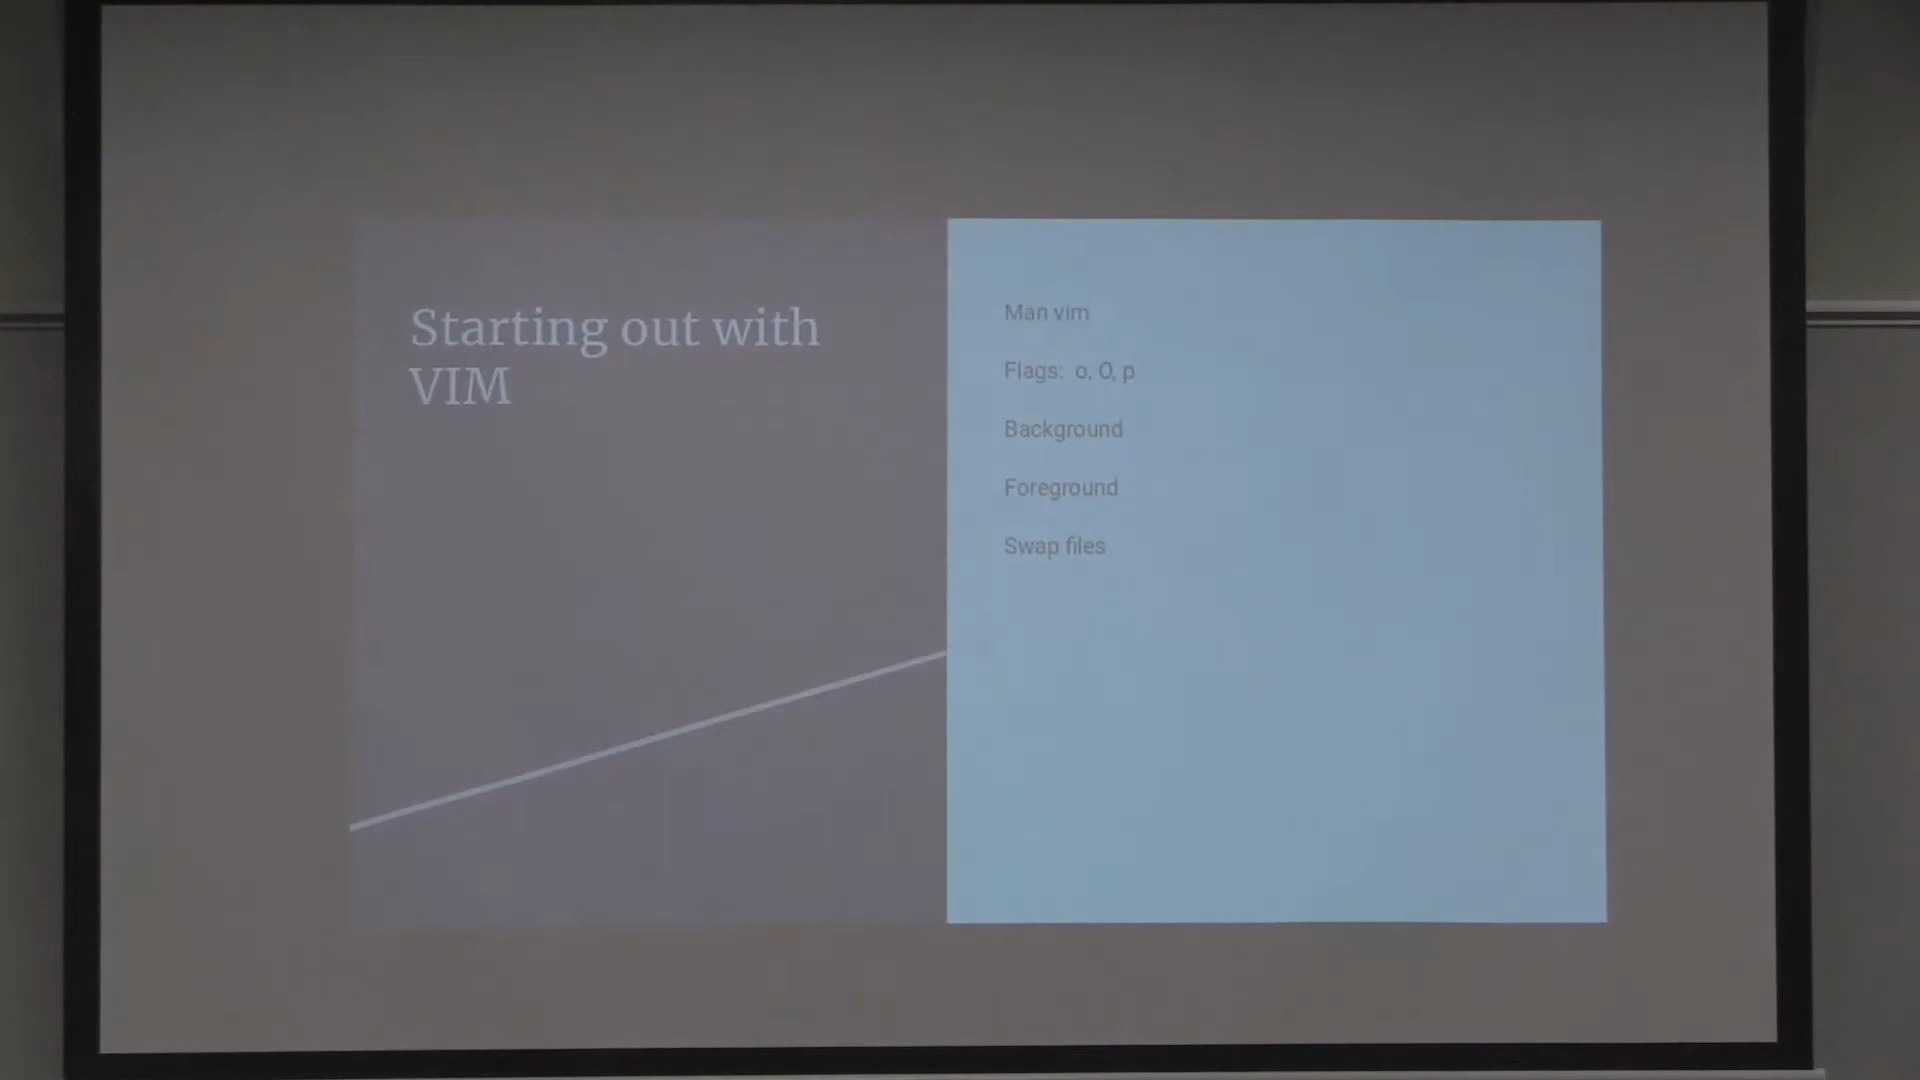 Starting out with
VIM
Man vim
Flags:  o, O, p
Background
Foreground
Swap files